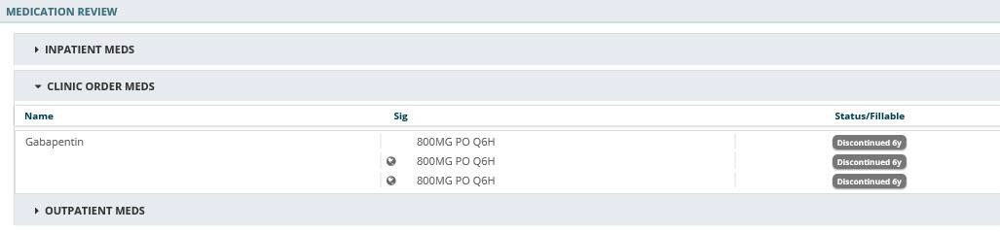 MEDICATION REVIEW
INPATIENT MEDS
CLINIC ORDER MEDS
Name Sig Status/Fillable
Gabapentin 800MG PO Q6H Discontinued 6y
800MG PO Q6H Discontinued 6y
800MG PO Q6H Discontinued 6y
OUTPATIENT MEDS